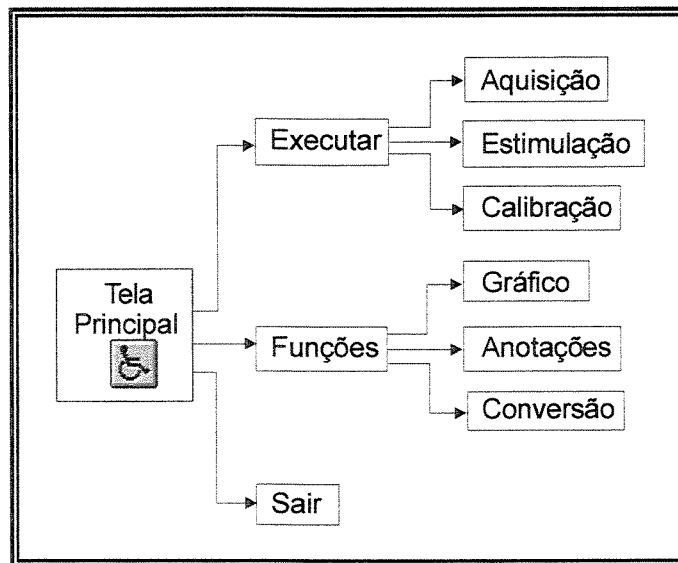 Tela
Principal
Executar
Aquisição
Estimulação
Calibração
Funções
Gráfico
Anotações
Conversão
Sair